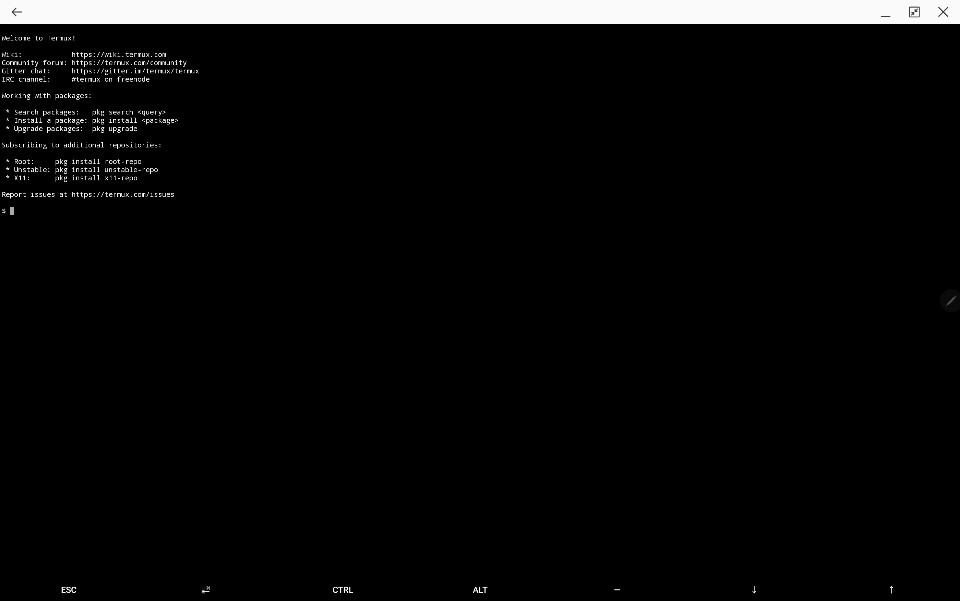 Welcome to Termux!
Wiki: https://wiki.termux.com
Community forum: https://termux.com/community
Gitter chat: https://gitter.im/termux/termux
IRC channel: #termux on freenode
Working with packages:
* Search packages: pkg search <query>
* Install a package: pkg install <package>
* Upgrade packages: pkg upgrade
Subscribing to additional repositories:
* Root: pkg install root-repo
* Unstable: pkg install unstable-repo
* X11: pkg install x11-repo
Report issues at https://termux.com/issues
$
ESC ⇄ CTRL ALT − ↓ ↑